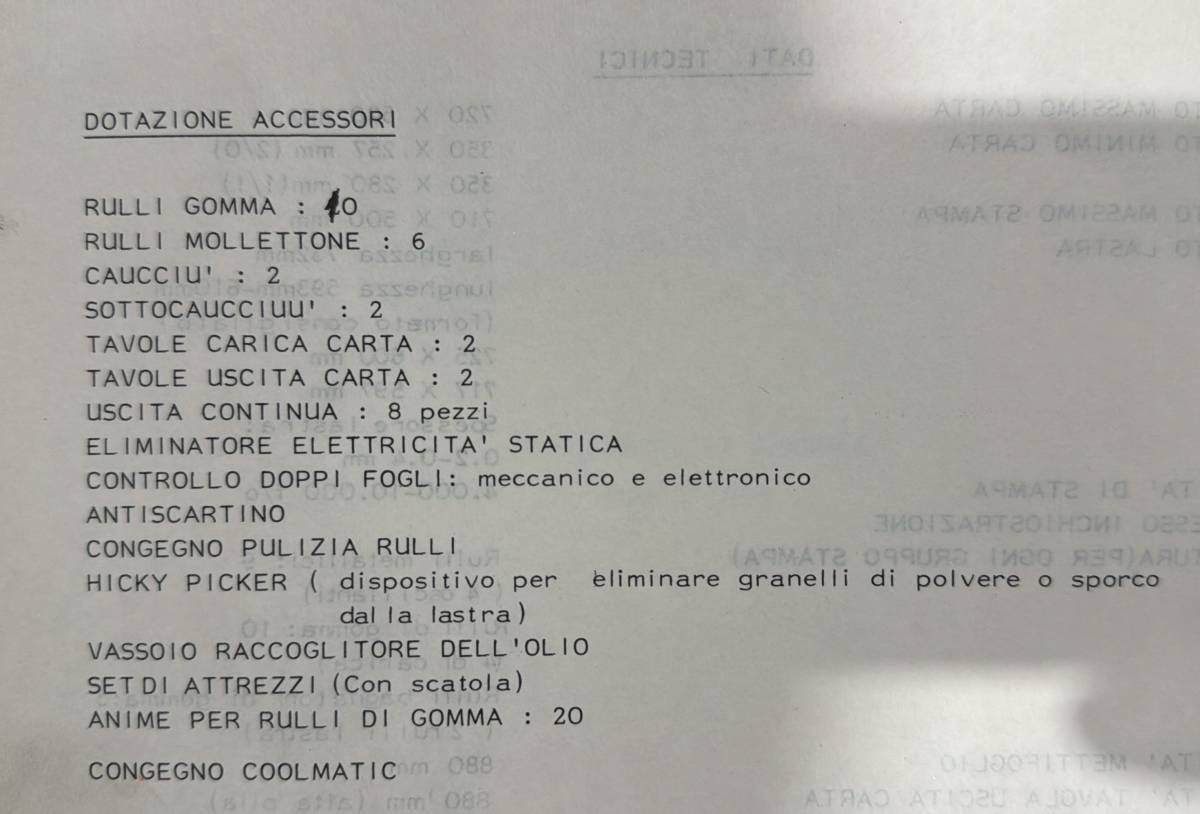 DOTAZIONE ACCESSORI
RULLI GOMMA : 10
RULLI MOLLETTONE : 6
CAUCCIU' : 2
SOTTOCAUCCIUU' : 2
TAVOLE CARICA CARTA : 2
TAVOLE USCITA CARTA : 2
USCITA CONTINUA : 8 pezzi
ELIMINATORE ELETTRICITA' STATICA
CONTROLLO DOPPI FOGLI: meccanico e elettronico
ANTISCARTINO
CONGEGNO PULIZIA RULLI
HICKY PICKER ( dispositivo per eliminare granelli di polvere o sporco
dalla lastra)
VASSOIO RACCOGLITORE DELL'OLIO
SET DI ATTREZZI (Con scatola)
ANIME PER RULLI DI GOMMA : 20
CONGEGNO COOLMATIC